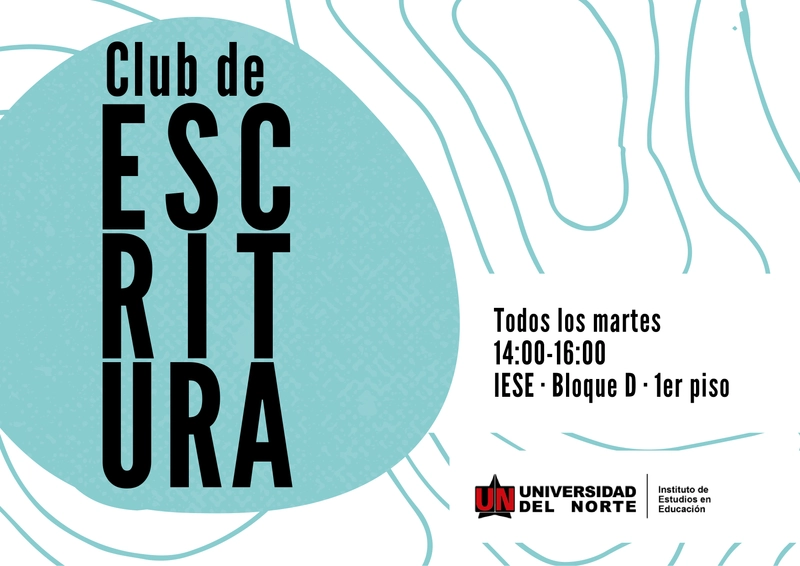 Club de
ESC
RIT
URA
Todos los martes
14:00-16:00
IESE · Bloque D · 1er piso
UN
UNIVERSIDAD
DEL NORTE
Instituto de
Estudios en
Educación